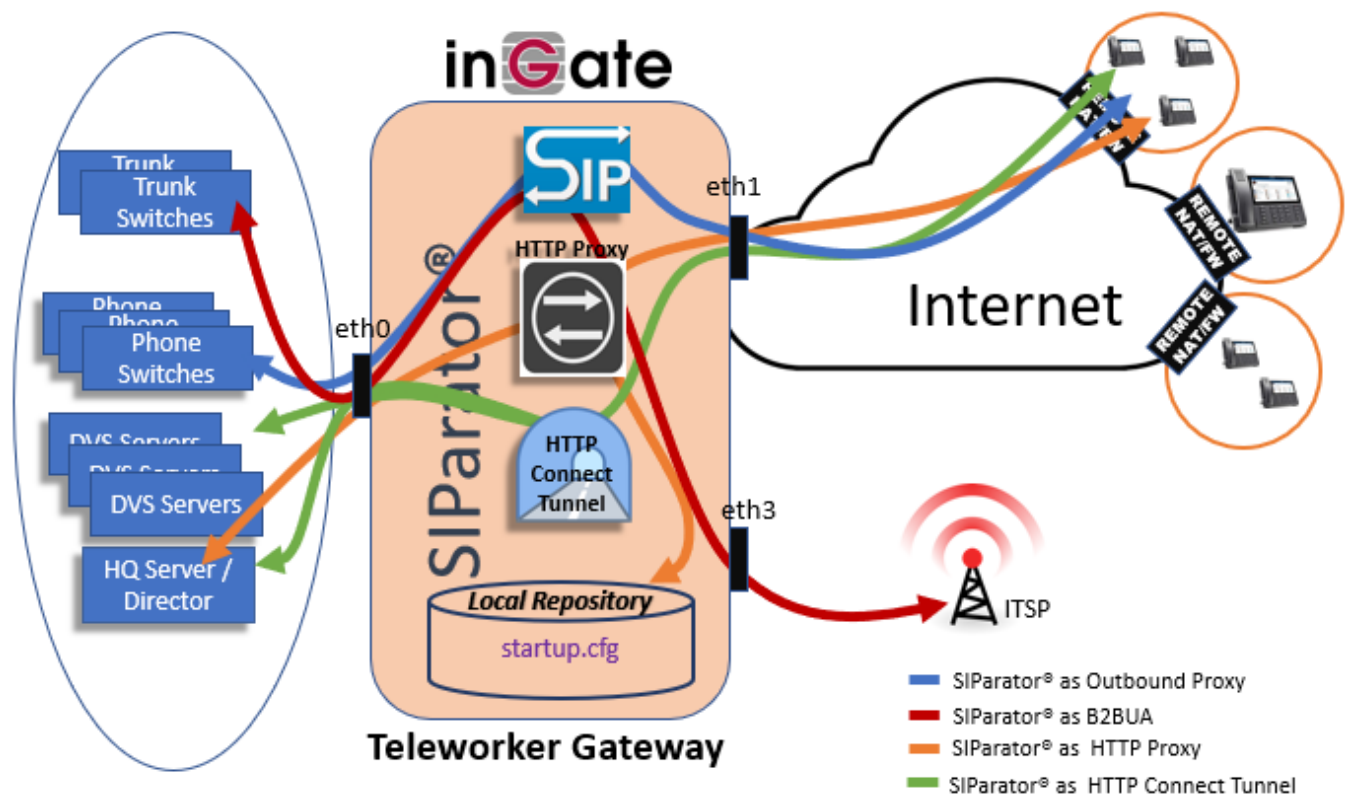 inGate
SIP
eth1
HTTP Proxy
SIParator®
eth0
Trunk
Trunk
Switches
Phone
Phone
Phone
Switches
DVS Servers
DVS Servers
DVS Servers
HQ Server /
Director
HTTP
Connect
Tunnel
Local Repository
startup.cfg
eth3
Internet
REMOTE
NAT/FW
REMOTE
NAT/FW
ITSP
Teleworker Gateway
SIParator® as Outbound Proxy
SIParator® as B2BUA
SIParator® as HTTP Proxy
SIParator® as HTTP Connect Tunnel